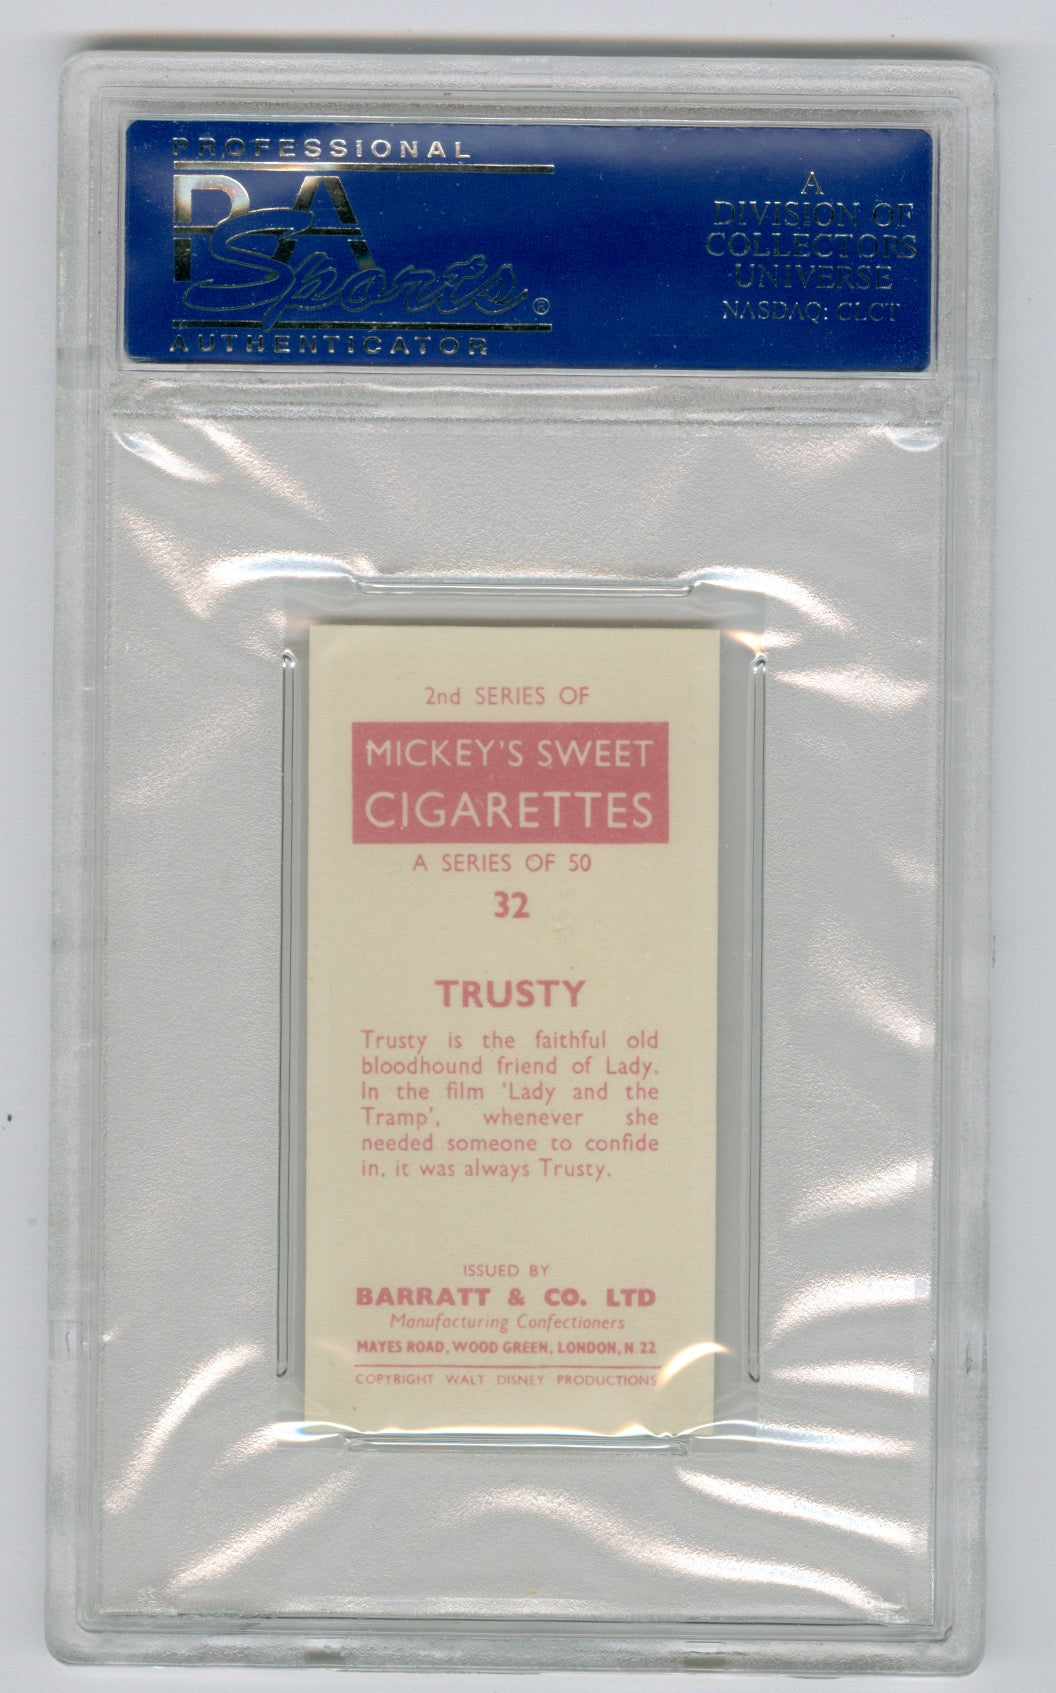 PROFESSIONAL
PSA
Sports®
AUTHENTICATOR
A
DIVISION OF
COLLECTORS
UNIVERSE
NASDAQ: CLCT
2nd SERIES OF
MICKEY'S SWEET
CIGARETTES
A SERIES OF 50
32
TRUSTY
Trusty is the faithful old
bloodhound friend of Lady.
In the film 'Lady and the
Tramp', whenever she
needed someone to confide
in, it was always Trusty.
ISSUED BY
BARRATT & CO. LTD
Manufacturing Confectioners
MAYES ROAD, WOOD GREEN, LONDON, N.22
COPYRIGHT WALT DISNEY PRODUCTIONS